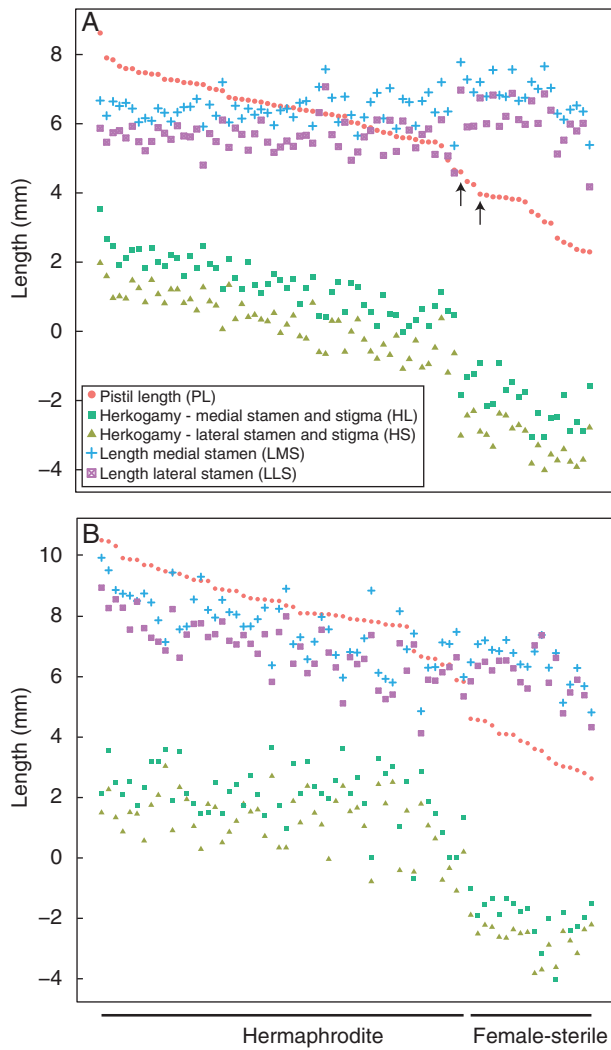 A
8
6
4
2
0
−2
−4
Length (mm)
Pistil length (PL)
Herkogamy - medial stamen and stigma (HL)
Herkogamy - lateral stamen and stigma (HS)
Length medial stamen (LMS)
Length lateral stamen (LLS)
B
10
8
6
4
2
0
−2
−4
Length (mm)
Hermaphrodite Female-sterile